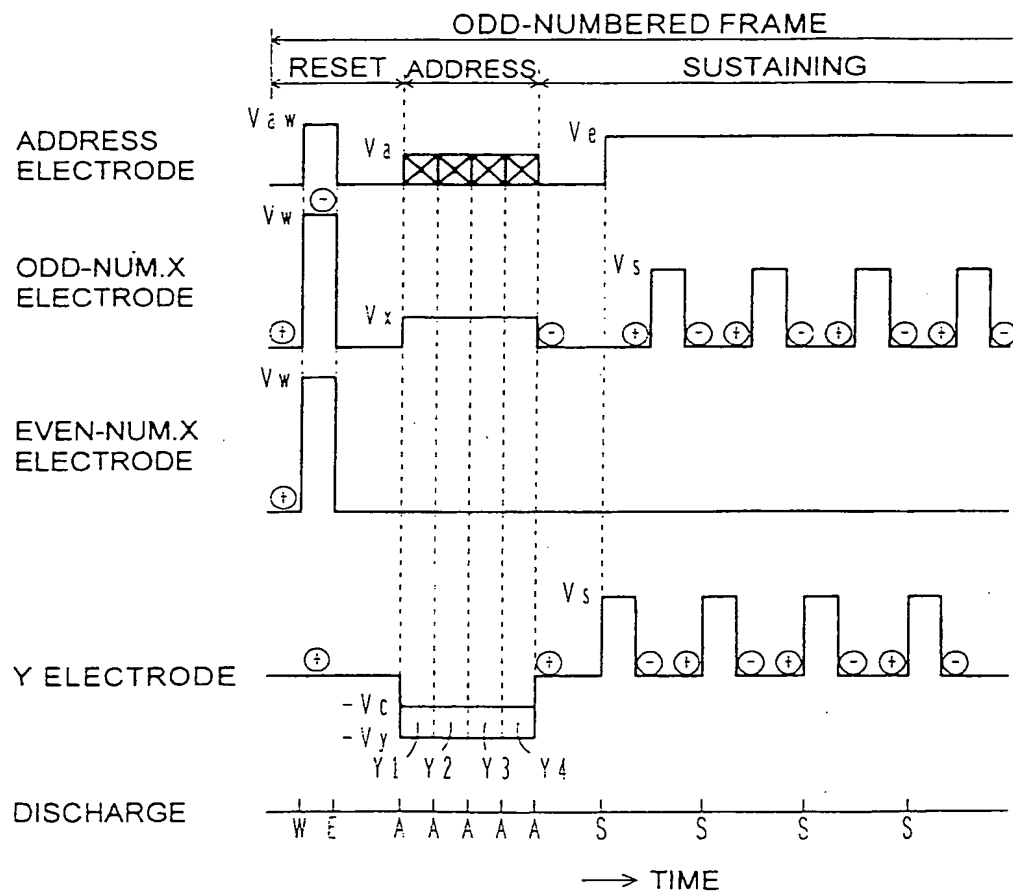 ODD-NUMBERED FRAME
RESET ADDRESS SUSTAINING
Vaw
Va
Ve
ADDRESS
ELECTRODE
−
Vw
ODD-NUM.X
ELECTRODE
Vs
Vx
+ − + − + − + − + −
Vw
EVEN-NUM.X
ELECTRODE
+
Vs
Y ELECTRODE
+ + − + − + − + −
-Vc
-Vy
Y1 Y2 Y3 Y4
DISCHARGE
W E A A A A A S S S S
→ TIME